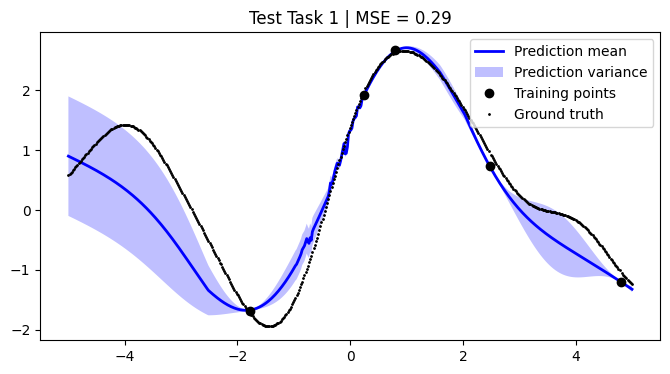 Test Task 1 | MSE = 0.29
Prediction mean
Prediction variance
Training points
Ground truth
2
1
0
−1
−2
−4
−2
0
2
4